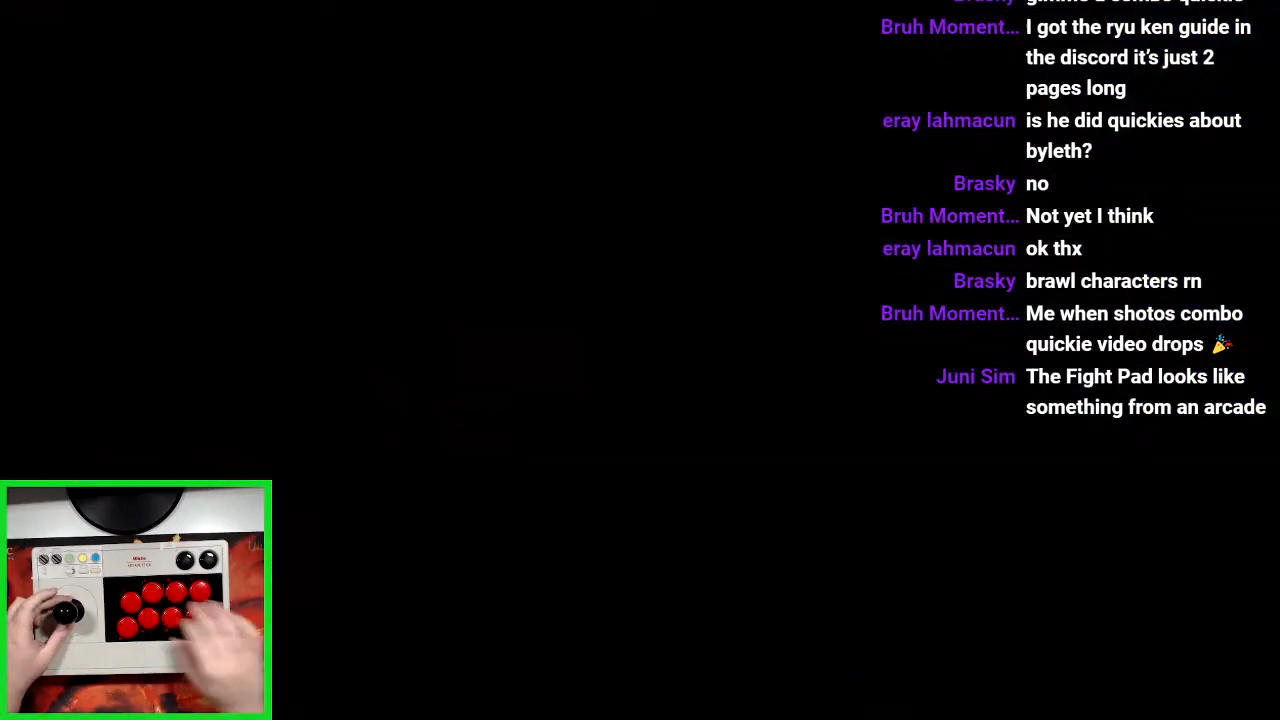 Bruh Moment… I got the ryu ken guide in
the discord it’s just 2
pages long
eray lahmacun is he did quickies about
byleth?
Brasky no
Bruh Moment… Not yet I think
eray lahmacun ok thx
Brasky brawl characters rn
Bruh Moment… Me when shotos combo
quickie video drops 🎉
Juni Sim The Fight Pad looks like
something from an arcade